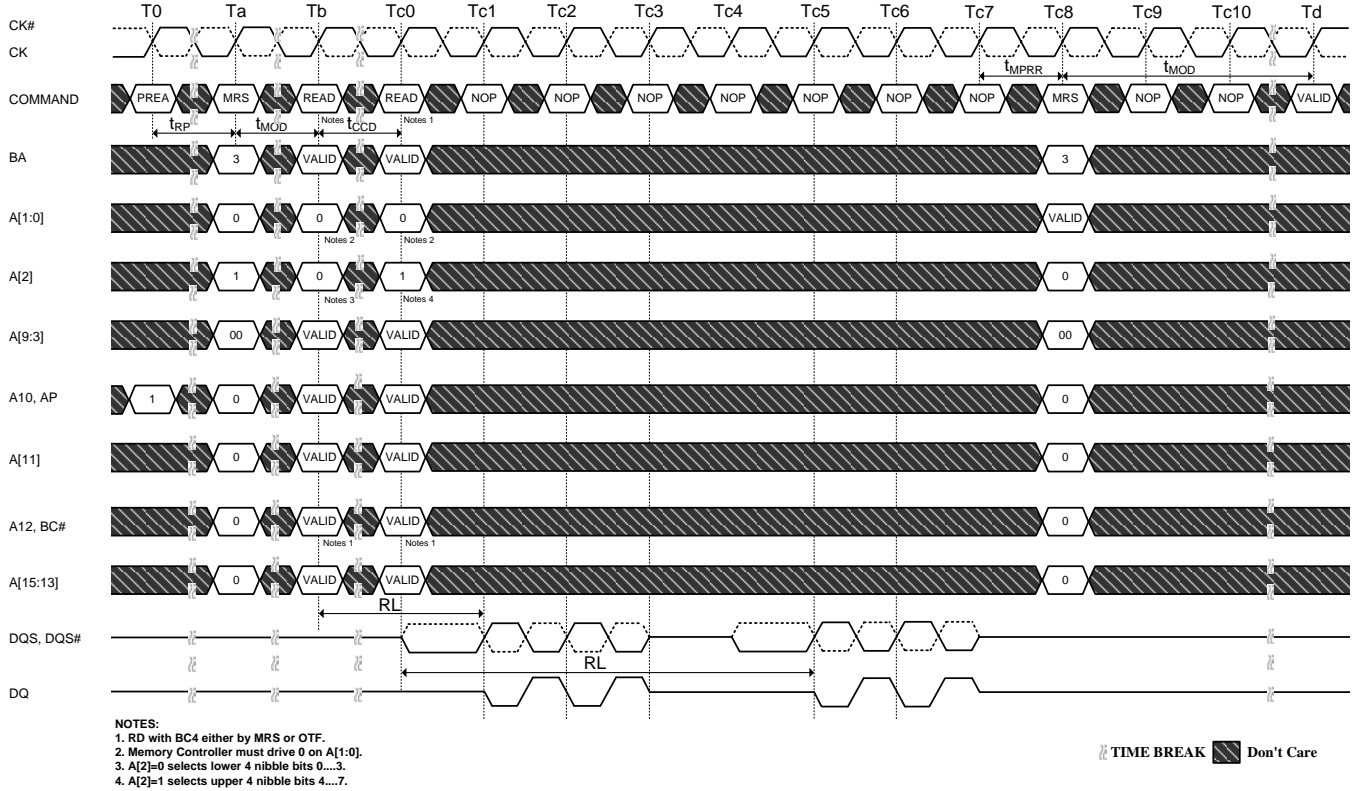 T0 Ta Tb Tc0 Tc1 Tc2 Tc3 Tc4 Tc5 Tc6 Tc7 Tc8 Tc9 Tc10 Td
CK#
CK
tMPRR tMOD
COMMAND PREA MRS READ READ NOP NOP NOP NOP NOP NOP NOP MRS NOP NOP VALID
Notes 1 Notes 1
tRP tMOD tCCD
BA 3 VALID VALID 3
A[1:0] 0 0 0 VALID
Notes 2 Notes 2
A[2] 1 0 1 0
Notes 3 Notes 4
A[9:3] 00 VALID VALID 00
A10, AP 1 0 VALID VALID 0
A[11] 0 VALID VALID 0
A12, BC# 0 VALID VALID 0
Notes 1 Notes 1
A[15:13] 0 VALID VALID 0
RL
DQS, DQS#
RL
DQ
NOTES:
1. RD with BC4 either by MRS or OTF.
2. Memory Controller must drive 0 on A[1:0].
3. A[2]=0 selects lower 4 nibble bits 0....3.
4. A[2]=1 selects upper 4 nibble bits 4....7.
TIME BREAK Don't Care